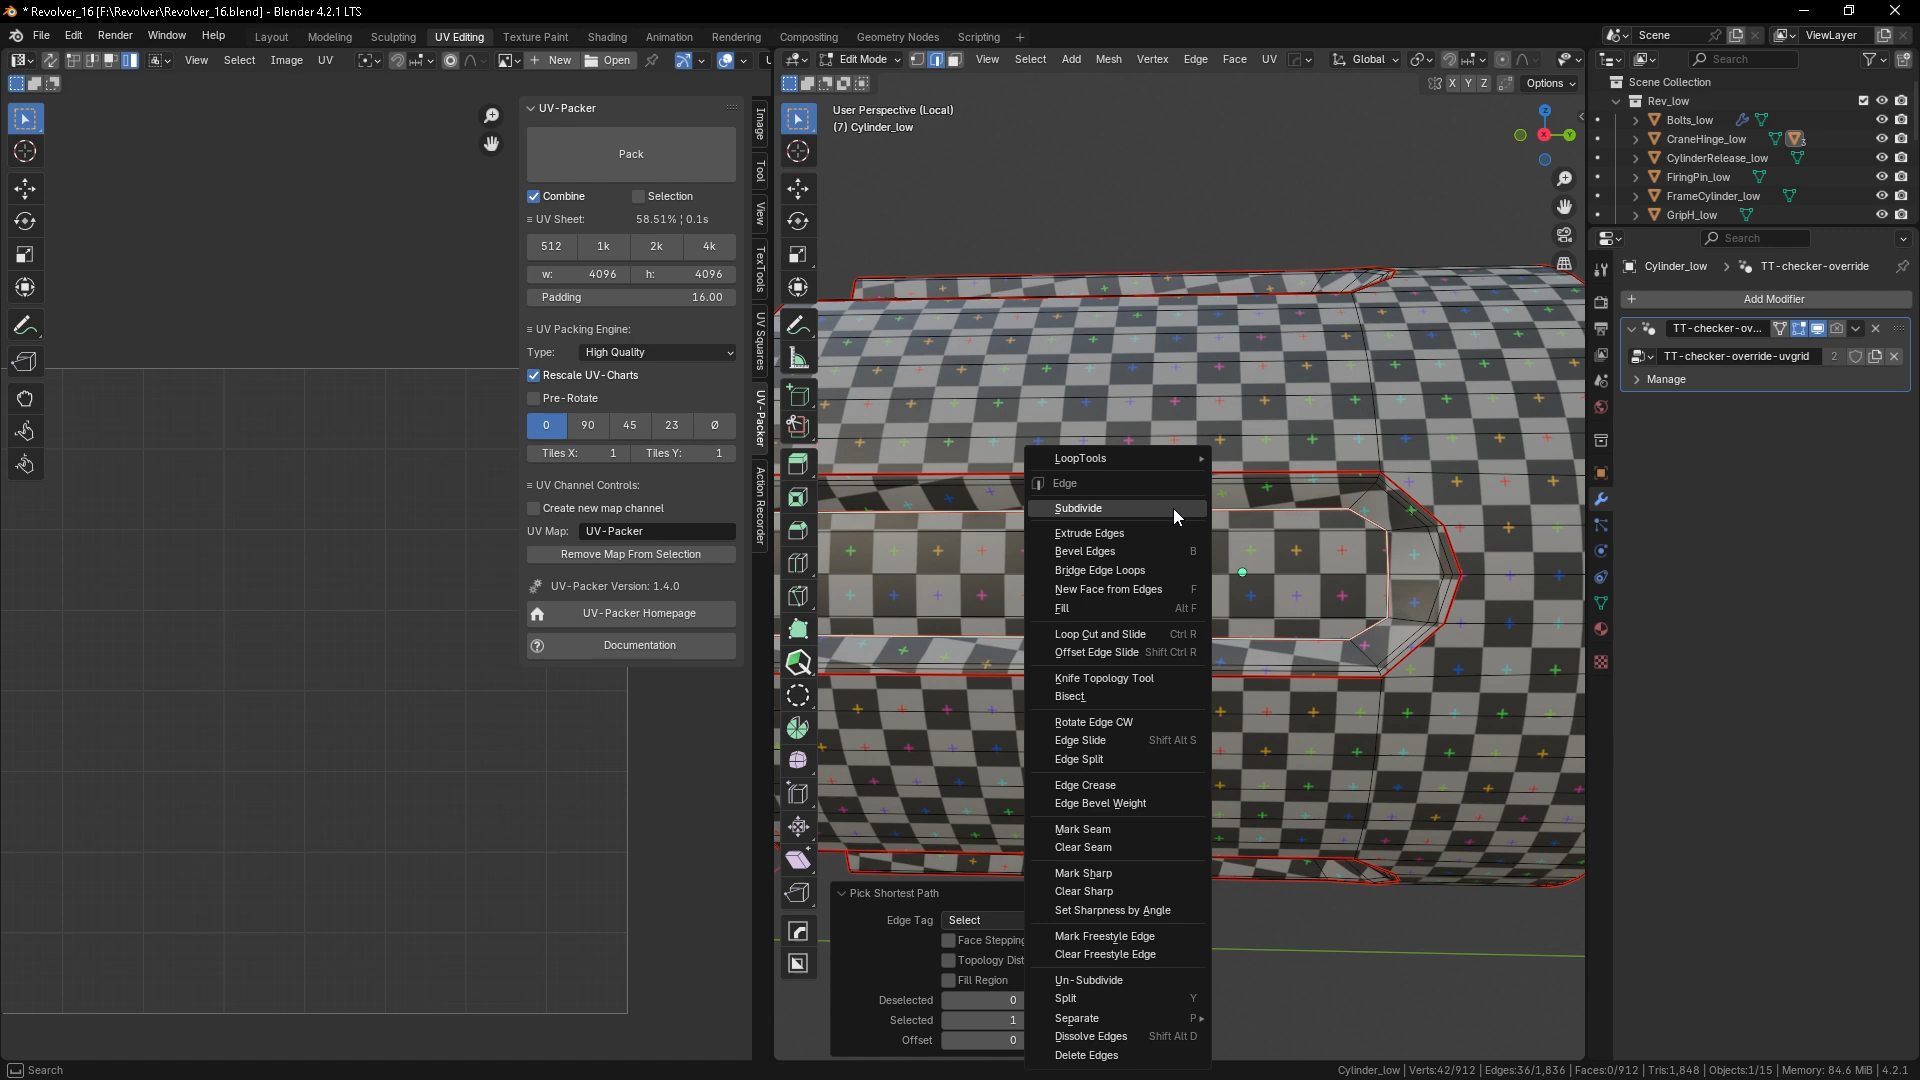 * Revolver_16 [F:\Revolver\Revolver_16.blend] - Blender 4.2.1 LTS
File Edit Render Window Help Layout Modeling Sculpting UV Editing Texture Paint Shading Animation Rendering Compositing Geometry Nodes Scripting + Scene ViewLayer
View Select Image UV New Open
Edit Mode View Select Add Mesh Vertex Edge Face UV Global
X Y Z Options
UV-Packer
Pack
Combine Selection
= UV Sheet: 58.51% ¦ 0.1s
512 1k 2k 4k
w: 4096 h: 4096
Padding 16.00
= UV Packing Engine:
Type: High Quality
Rescale UV-Charts
Pre-Rotate
0 90 45 23 Ø
Tiles X: 1 Tiles Y: 1
= UV Channel Controls:
Create new map channel
UV Map: UV-Packer
Remove Map From Selection
UV-Packer Version: 1.4.0
UV-Packer Homepage
Documentation
Image
Tool
View
TexTools
UV Squares
UV-Packer
Action Recorder
User Perspective (Local)
(7) Cylinder_low
Z
X
Y
LoopTools
Edge
Subdivide
Extrude Edges
Bevel Edges B
Bridge Edge Loops
New Face from Edges F
Fill Alt F
Loop Cut and Slide Ctrl R
Offset Edge Slide Shift Ctrl R
Knife Topology Tool
Bisect
Rotate Edge CW
Edge Slide Shift Alt S
Edge Split
Edge Crease
Edge Bevel Weight
Mark Seam
Clear Seam
Mark Sharp
Clear Sharp
Set Sharpness by Angle
Mark Freestyle Edge
Clear Freestyle Edge
Un-Subdivide
Split Y
Separate P
Dissolve Edges Shift Alt D
Delete Edges
Pick Shortest Path
Edge Tag Select
Face Stepping
Topology Dist
Fill Region
Deselected 0
Selected 1
Offset 0
Search
Scene Collection
Rev_low
Bolts_low
CraneHinge_low 3
CylinderRelease_low
FiringPin_low
FrameCylinder_low
GripH_low
Search
Cylinder_low > TT-checker-override
Add Modifier
TT-checker-ov...
TT-checker-override-uvgrid 2
Manage
Search
Cylinder_low | Verts:42/912 | Edges:36/1,836 | Faces:0/912 | Tris:1,848 | Objects:1/15 | Memory: 84.6 MiB | 4.2.1